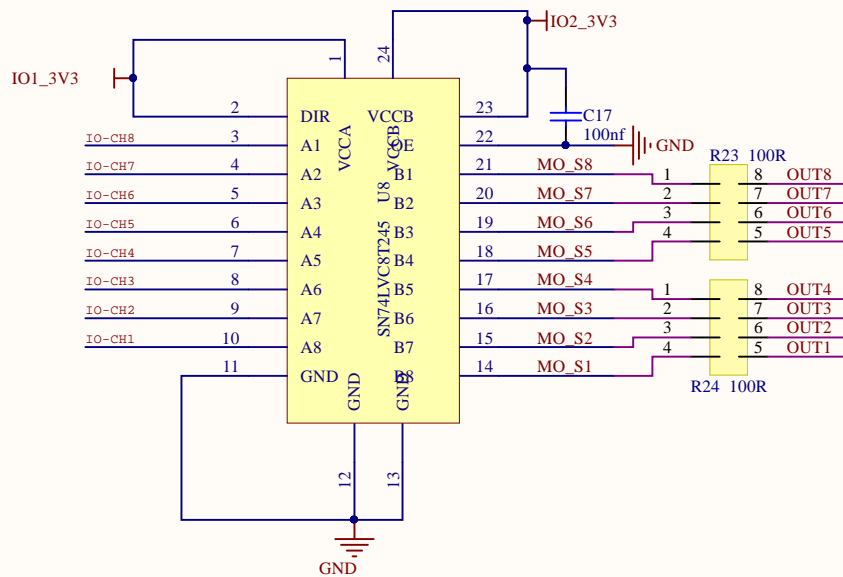 IO2_3V3
IO1_3V3
1
24
2
DIR
VCCA
VCCB
VCCB
23
C17
100nf
IO-CH8
3
A1
OE
22
GND
IO-CH7
4
A2
B1
21
MO_S8
R23 100R
1
8
OUT8
IO-CH6
5
A3
U8
B2
20
MO_S7
2
7
OUT7
IO-CH5
6
A4
SN74LVC8T245
B3
19
MO_S6
3
6
OUT6
IO-CH4
7
A5
B4
18
MO_S5
4
5
OUT5
IO-CH3
8
A6
B5
17
MO_S4
1
8
OUT4
IO-CH2
9
A7
B6
16
MO_S3
2
7
OUT3
IO-CH1
10
A8
B7
15
MO_S2
3
6
OUT2
11
GND
B8
14
MO_S1
4
5
OUT1
R24 100R
GND
GND
12
13
GND